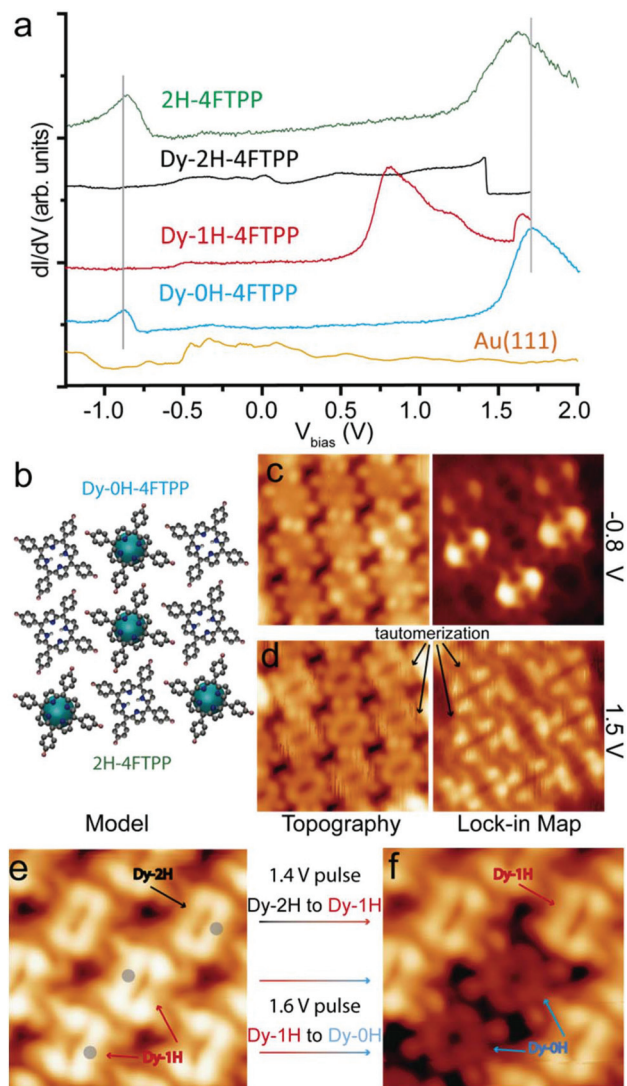 a
2H-4FTPP
Dy-2H-4FTPP
Dy-1H-4FTPP
Dy-0H-4FTPP
Au(111)
dI/dV (arb. units)
-1.0 -0.5 0.0 0.5 1.0 1.5 2.0
Vbias (V)
b
Dy-0H-4FTPP
2H-4FTPP
Model
c
-0.8 V
tautomerization
d
1.5 V
Topography
Lock-in Map
e
Dy-2H
Dy-1H
1.4 V pulse
Dy-2H to Dy-1H
1.6 V pulse
Dy-1H to Dy-0H
f
Dy-1H
Dy-0H